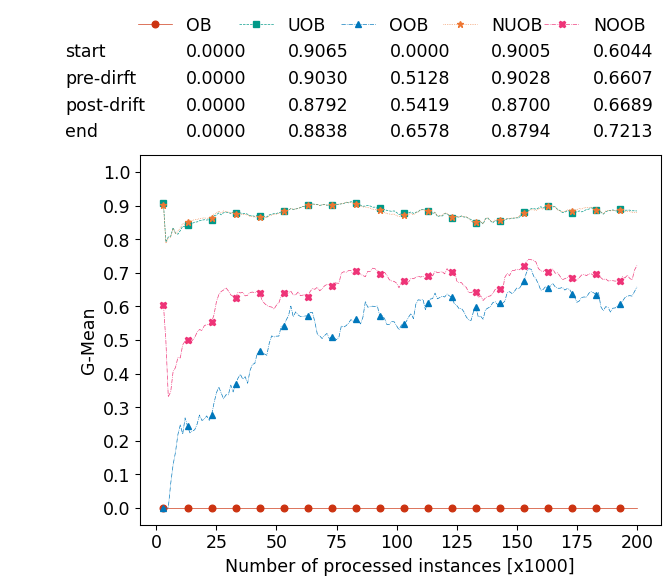 OB UOB OOB NUOB NOOB
start 0.0000 0.9065 0.0000 0.9005 0.6044
pre-dirft 0.0000 0.9030 0.5128 0.9028 0.6607
post-drift 0.0000 0.8792 0.5419 0.8700 0.6689
end 0.0000 0.8838 0.6578 0.8794 0.7213
1.0
0.9
0.8
0.7
0.6
0.5
0.4
0.3
0.2
0.1
0.0
G-Mean
0 25 50 75 100 125 150 175 200
Number of processed instances [x1000]